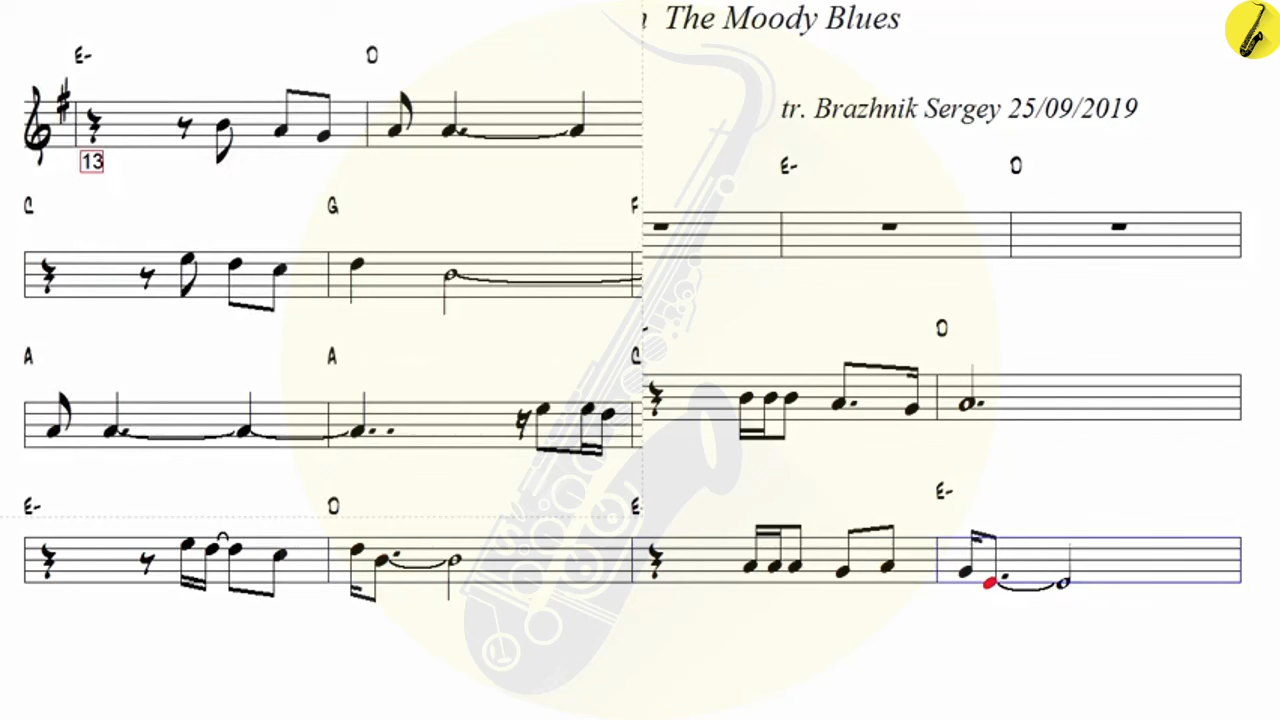 The Moody Blues
tr. Brazhnik Sergey 25/09/2019
E- D
13
E- D
C G
D
A A
E-
E- D